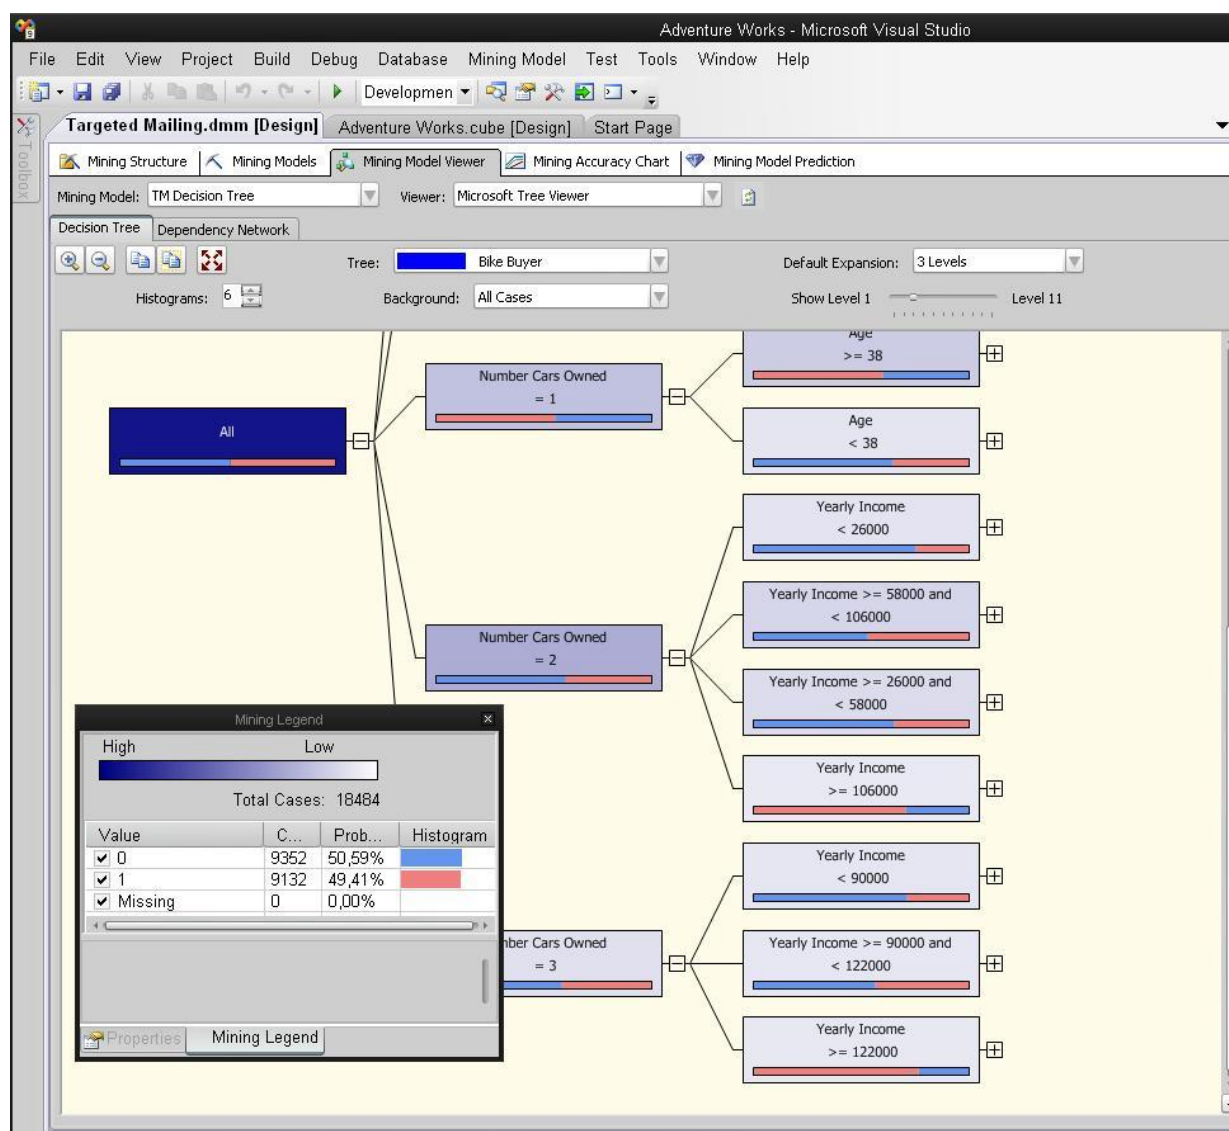 Adventure Works - Microsoft Visual Studio
File Edit View Project Build Debug Database Mining Model Test Tools Window Help
Developmen
Toolbox
Targeted Mailing.dmm [Design] Adventure Works.cube [Design] Start Page
Mining Structure Mining Models Mining Model Viewer Mining Accuracy Chart Mining Model Prediction
Mining Model: TM Decision Tree Viewer: Microsoft Tree Viewer
Decision Tree Dependency Network
Tree: Bike Buyer Default Expansion: 3 Levels
Histograms: 6 Background: All Cases Show Level 1 Level 11
All
Number Cars Owned
= 1
Age
>= 38
Age
< 38
Number Cars Owned
= 2
Yearly Income
< 26000
Yearly Income >= 58000 and
< 106000
Yearly Income >= 26000 and
< 58000
Yearly Income
>= 106000
nber Cars Owned
= 3
Yearly Income
< 90000
Yearly Income >= 90000 and
< 122000
Yearly Income
>= 122000
Mining Legend
High Low
Total Cases: 18484
Value C... Prob... Histogram
0 9352 50,59%
1 9132 49,41%
Missing 0 0,00%
Properties Mining Legend